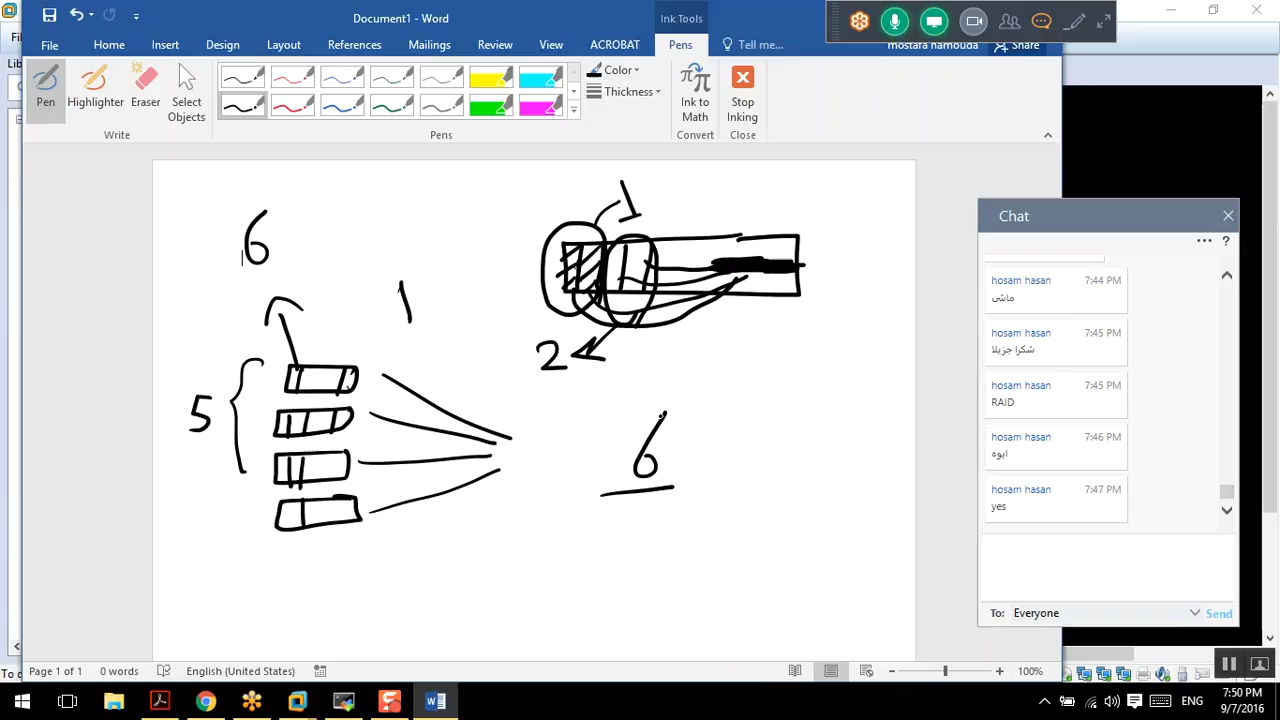 Document1 - Word
Ink Tools
File
Home
Insert
Design
Layout
References
Mailings
Review
View
ACROBAT
Pens
Tell me...
mostafa hamouda
Share
Pen
Highlighter
Eraser
Select
Objects
Color
Thickness
Ink to
Math
Stop
Inking
Write
Pens
Convert
Close
1
6
1
2
5
6
Chat
... ?
hosam hasan 7:44 PM
ماشى
hosam hasan 7:45 PM
شكرا جزيلا
hosam hasan 7:45 PM
RAID
hosam hasan 7:46 PM
ايوه
hosam hasan 7:47 PM
yes
To: Everyone
Send
Page 1 of 1
0 words
English (United States)
100%
ENG
7:50 PM
9/7/2016